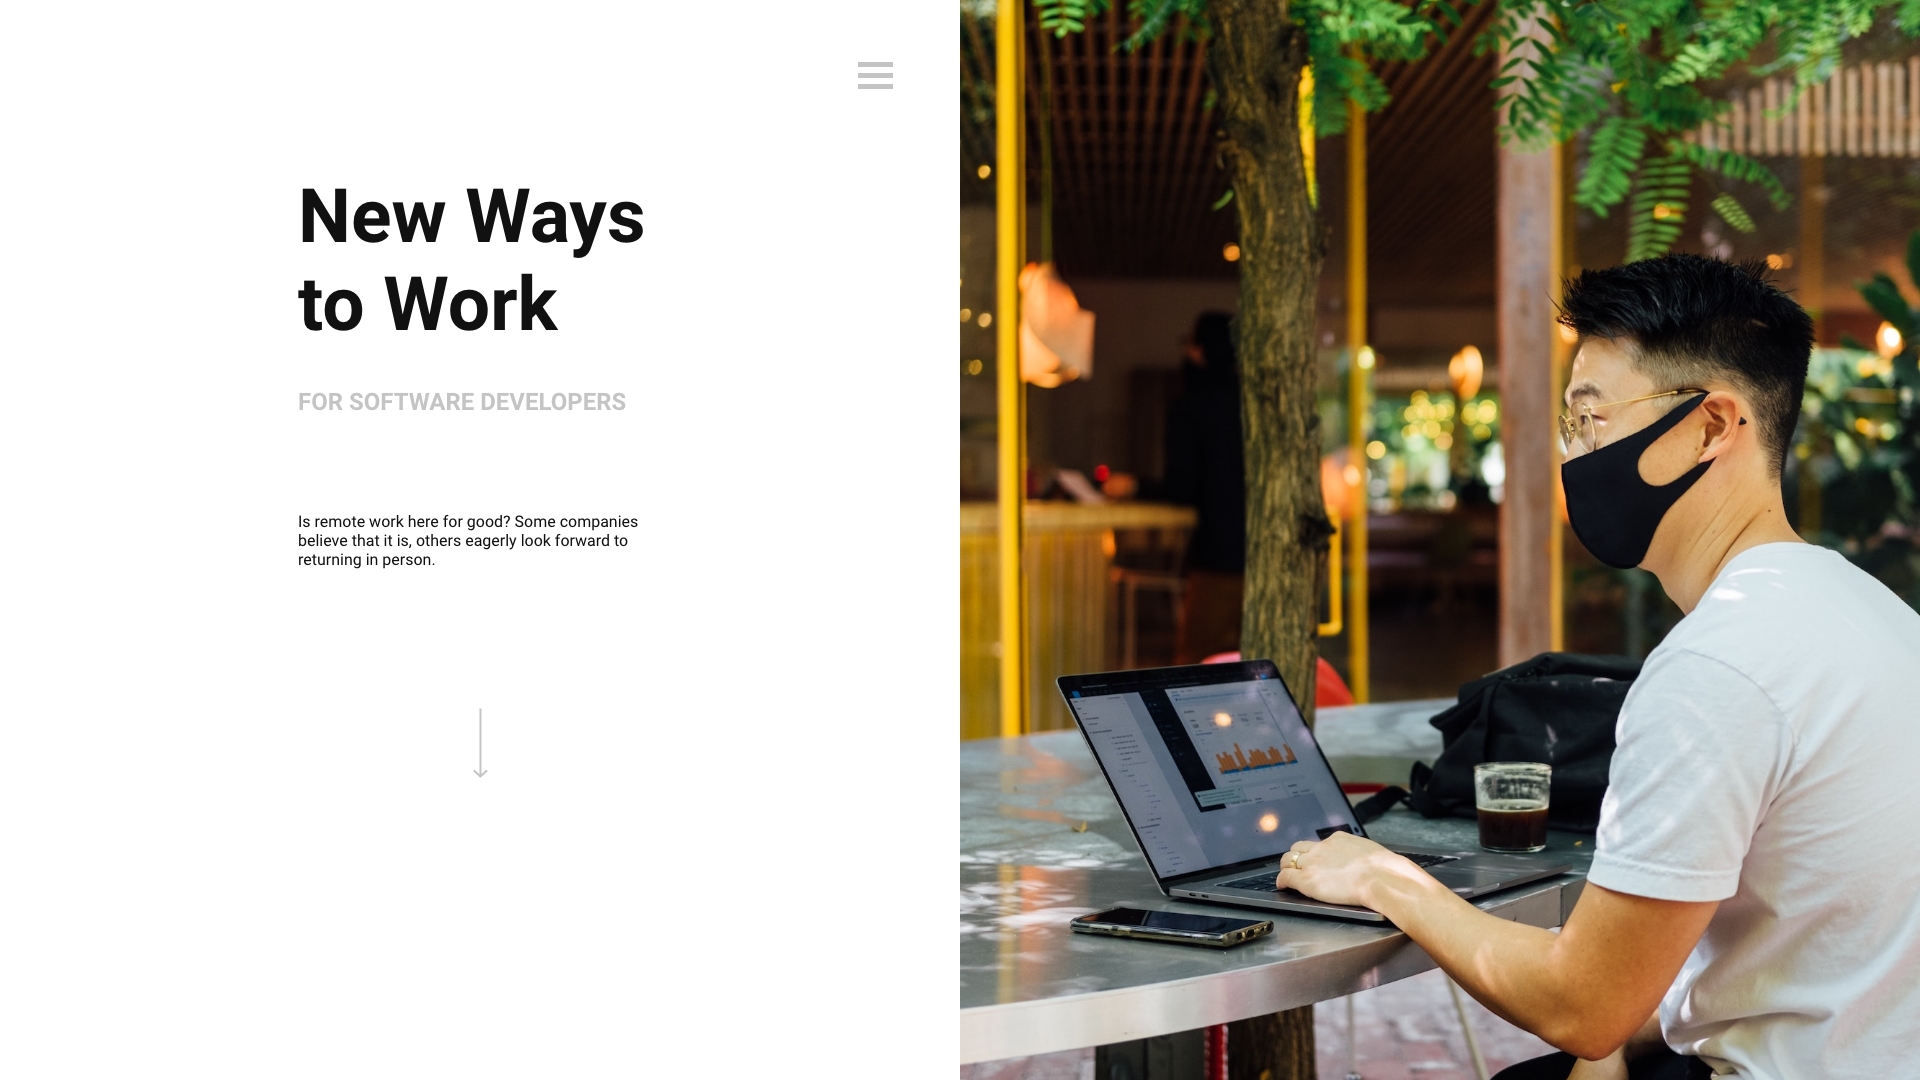 New Ways
to Work
FOR SOFTWARE DEVELOPERS
Is remote work here for good? Some companies
believe that it is, others eagerly look forward to
returning in person.